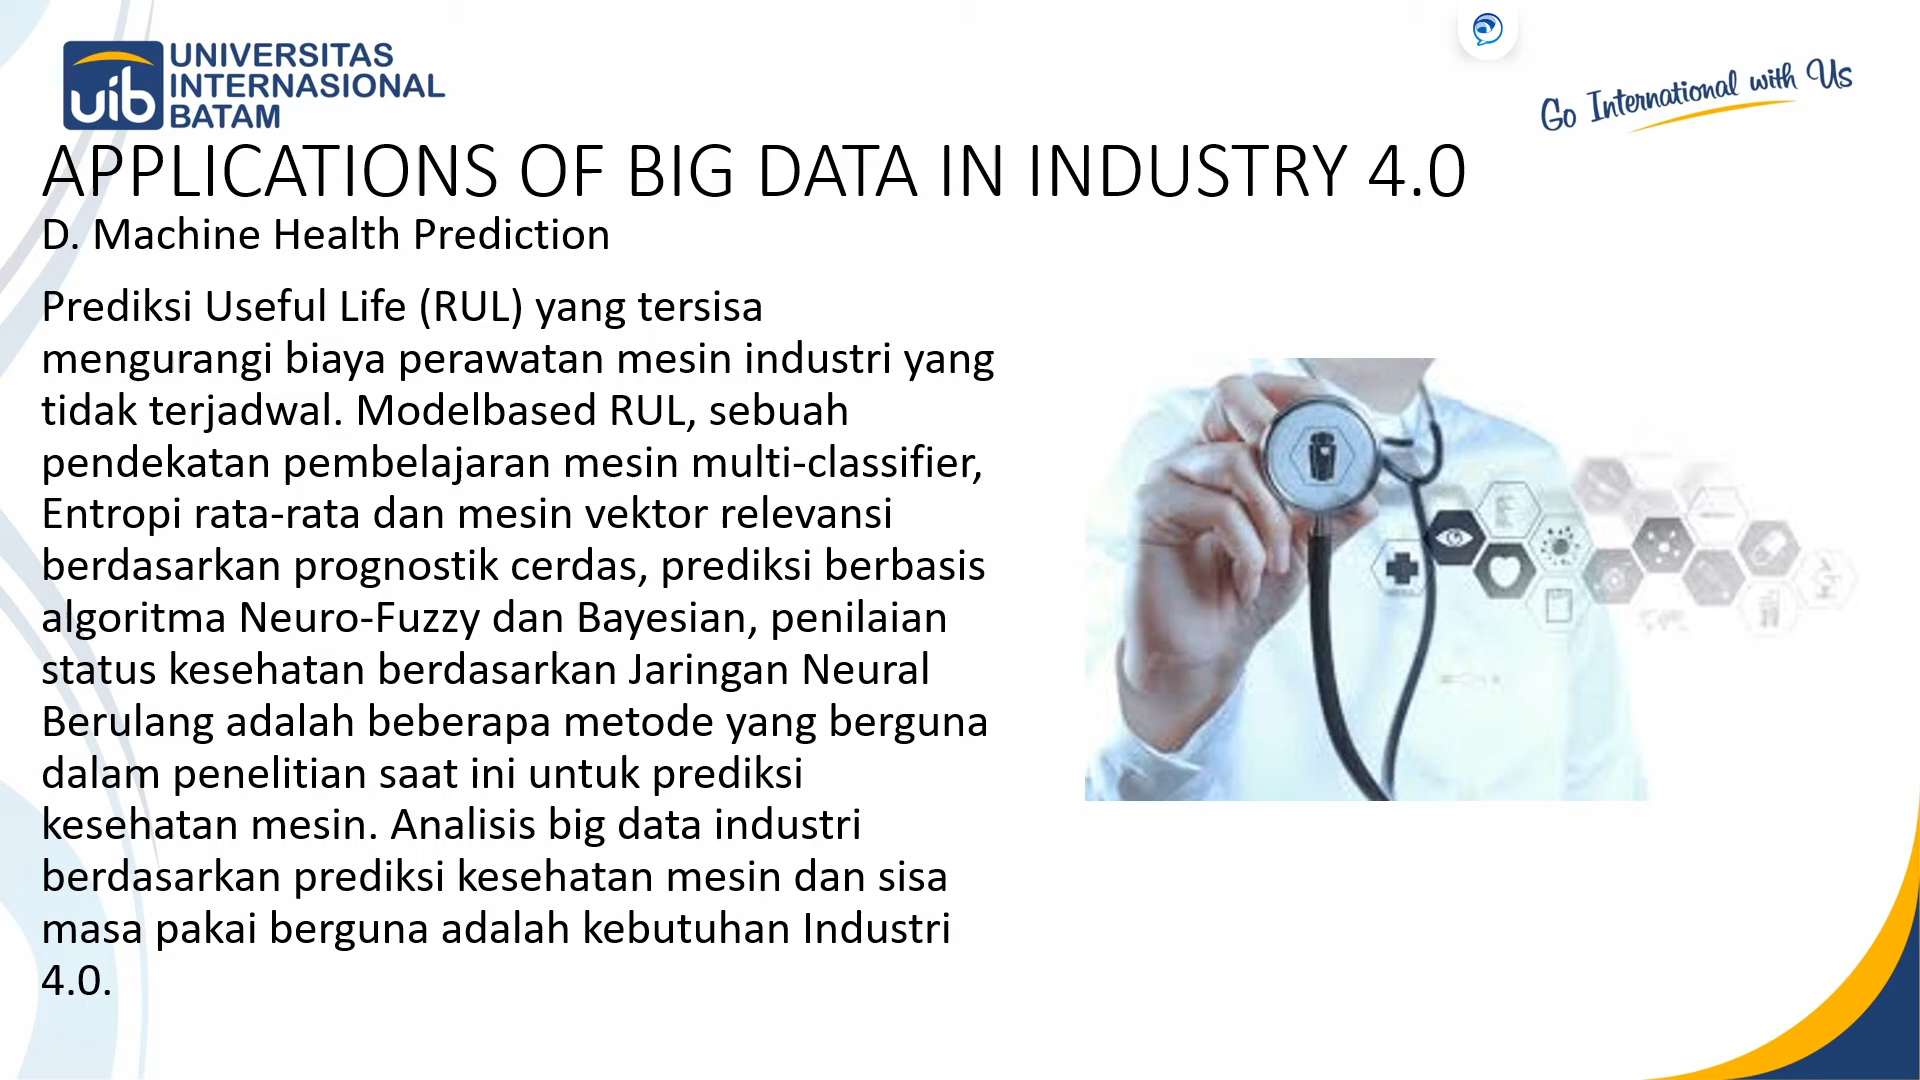 uib
UNIVERSITAS
INTERNASIONAL
BATAM
Go International with Us
APPLICATIONS OF BIG DATA IN INDUSTRY 4.0
D. Machine Health Prediction
Prediksi Useful Life (RUL) yang tersisa
mengurangi biaya perawatan mesin industri yang
tidak terjadwal. Modelbased RUL, sebuah
pendekatan pembelajaran mesin multi-classifier,
Entropi rata-rata dan mesin vektor relevansi
berdasarkan prognostik cerdas, prediksi berbasis
algoritma Neuro-Fuzzy dan Bayesian, penilaian
status kesehatan berdasarkan Jaringan Neural
Berulang adalah beberapa metode yang berguna
dalam penelitian saat ini untuk prediksi
kesehatan mesin. Analisis big data industri
berdasarkan prediksi kesehatan mesin dan sisa
masa pakai berguna adalah kebutuhan Industri
4.0.